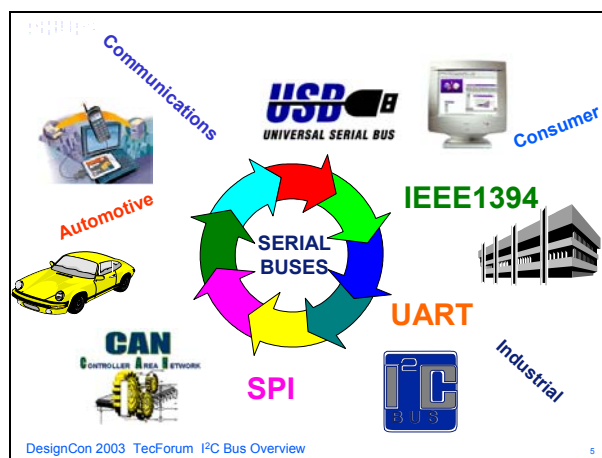 PHILIPS
Communications
USB
UNIVERSAL SERIAL BUS
Consumer
IEEE1394
Automotive
SERIAL
BUSES
UART
CAN
CONTROLLER AREA NETWORK
SPI
I2C
BUS
Industrial
DesignCon 2003 TecForum I²C Bus Overview
5